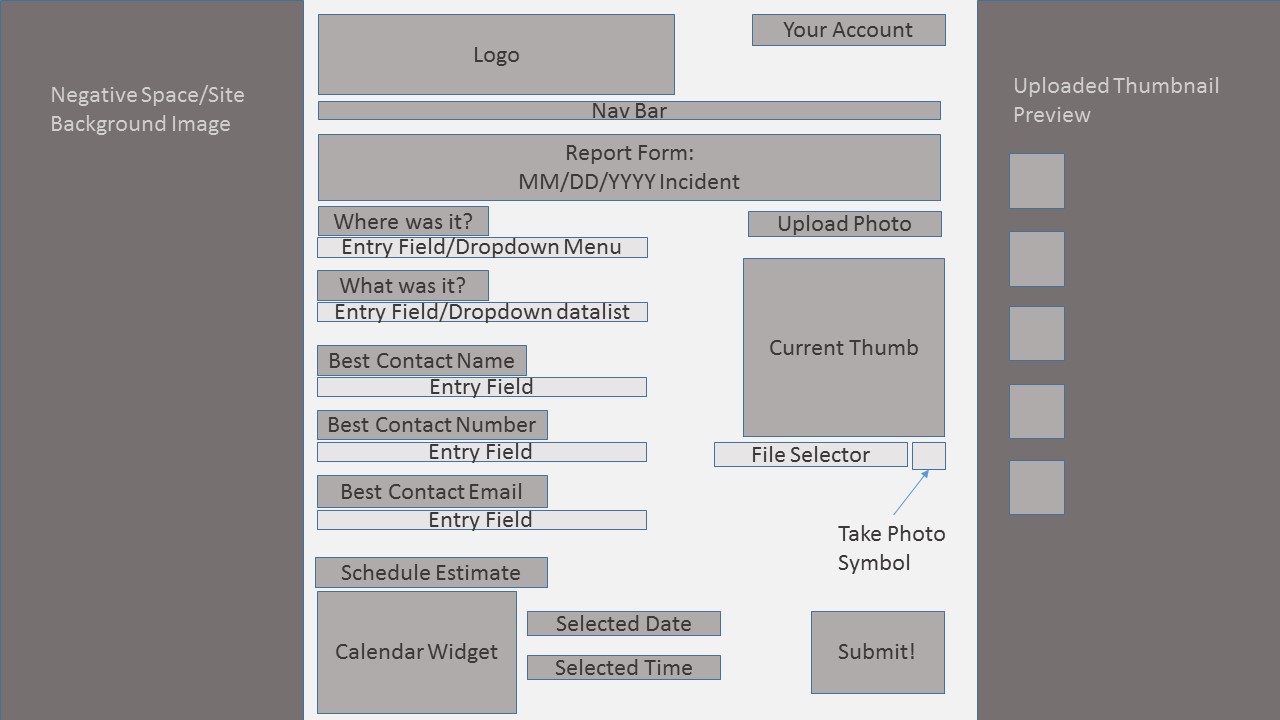 Negative Space/Site
Background Image
Logo
Your Account
Nav Bar
Report Form:
MM/DD/YYYY Incident
Where was it?
Entry Field/Dropdown Menu
What was it?
Entry Field/Dropdown datalist
Best Contact Name
Entry Field
Best Contact Number
Entry Field
Best Contact Email
Entry Field
Schedule Estimate
Calendar Widget
Selected Date
Selected Time
Upload Photo
Current Thumb
File Selector
Take Photo
Symbol
Submit!
Uploaded Thumbnail
Preview